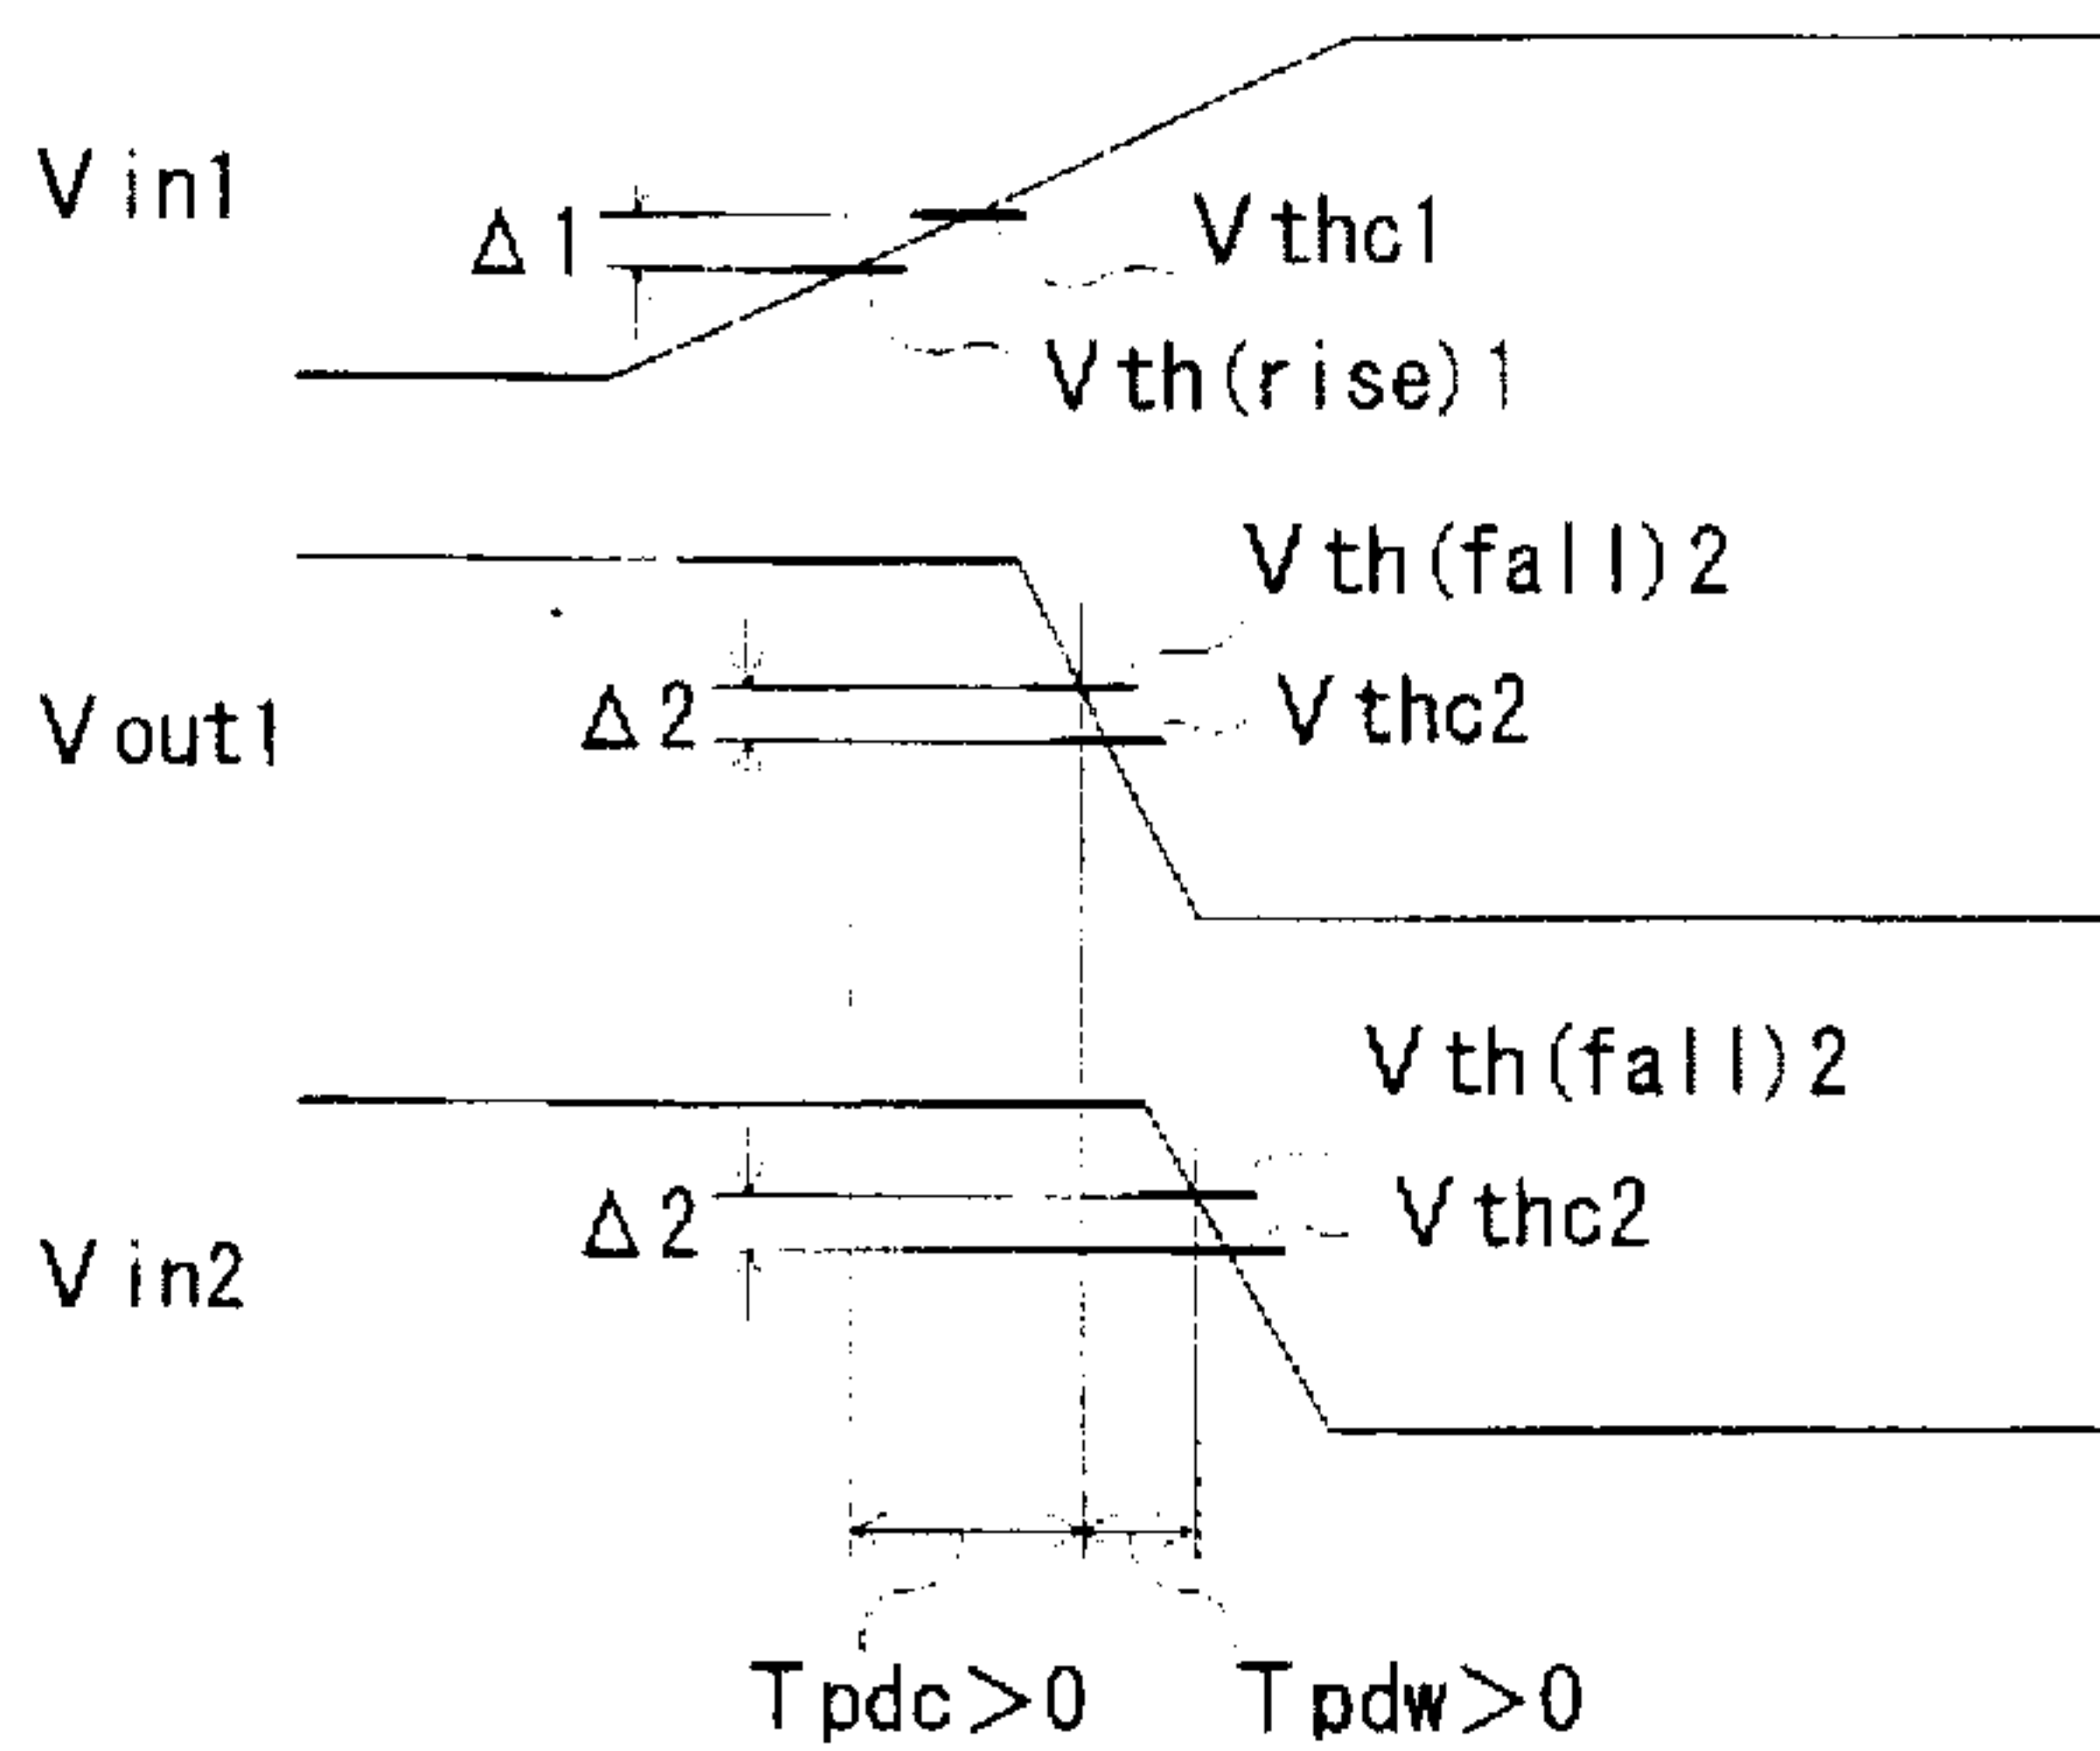 Vin1
Δ1
Vthc1
Vth(rise)1
Vth(fall)2
Vout1
Δ2
Vthc2
Vth(fall)2
Vin2
Δ2
Vthc2
Tpdc>0
Tpdw>0